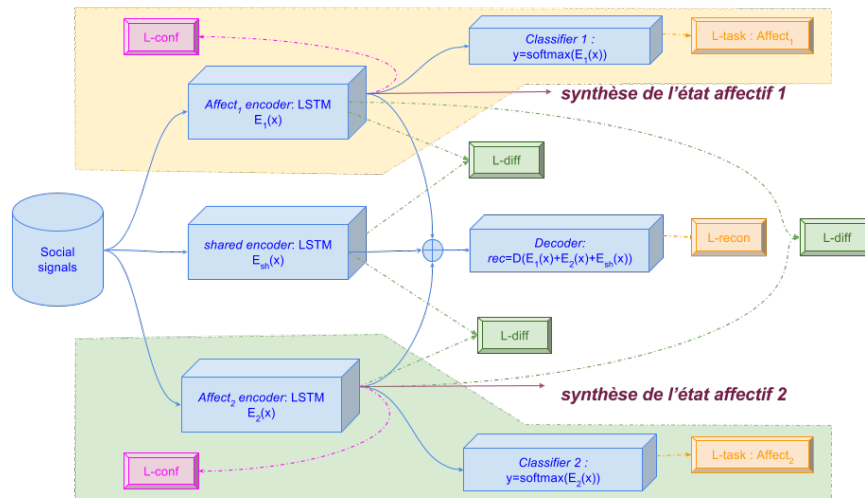 Classifier 1 :
y=softmax(E₁(x))
L-task : Affect₁
L-conf
synthèse de l'état affectif 1
Affect₁ encoder: LSTM
E₁(x)
L-diff
Social
signals
shared encoder: LSTM
Eₛₕ(x)
Decoder:
rec=D(E₁(x)+E₂(x)+Eₛₕ(x))
L-recon
L-diff
L-diff
synthèse de l'état affectif 2
Affect₂ encoder: LSTM
E₂(x)
L-conf
Classifier 2 :
y=softmax(E₂(x))
L-task : Affect₂